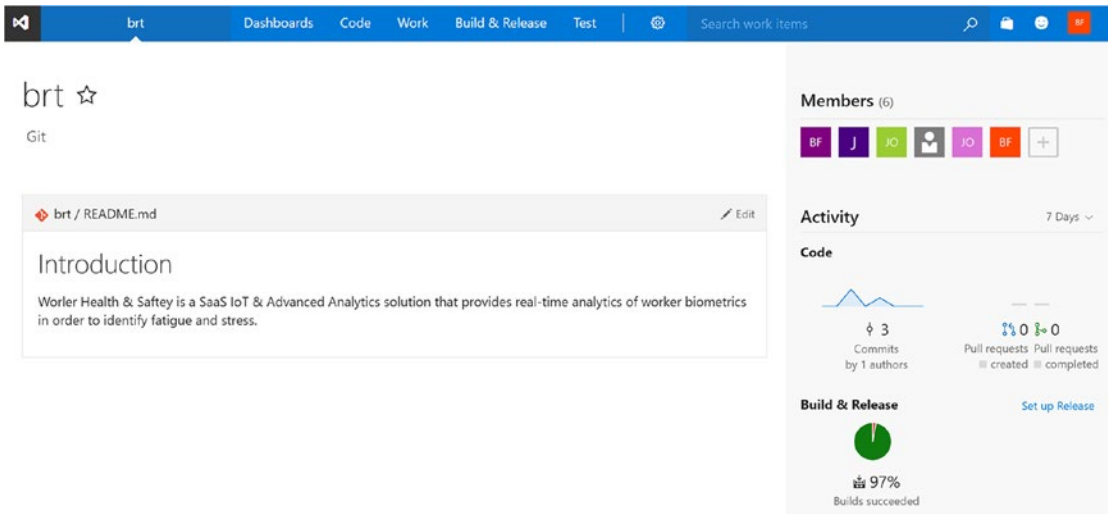 brt Dashboards Code Work Build & Release Test Search work items BF
brt
Git
brt / README.md Edit
Introduction
Worler Health & Saftey is a SaaS IoT & Advanced Analytics solution that provides real-time analytics of worker biometrics
in order to identify fatigue and stress.
Members (6)
BF J JO JO BF
Activity 7 Days
Code
3 0 0
Commits Pull requests Pull requests
by 1 authors created completed
Build & Release Set up Release
97%
Builds succeeded